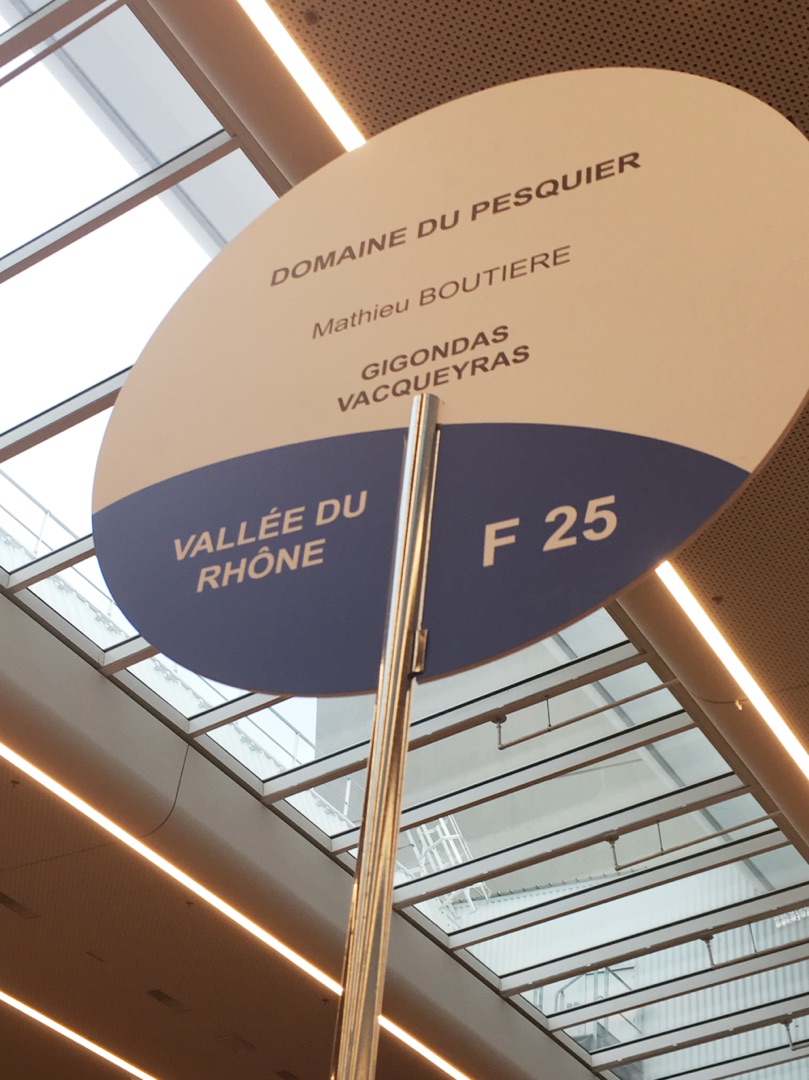 DOMAINE DU PESQUIER
Mathieu BOUTIERE
GIGONDAS
VACQUEYRAS
VALLÉE DU
RHÔNE
F 25